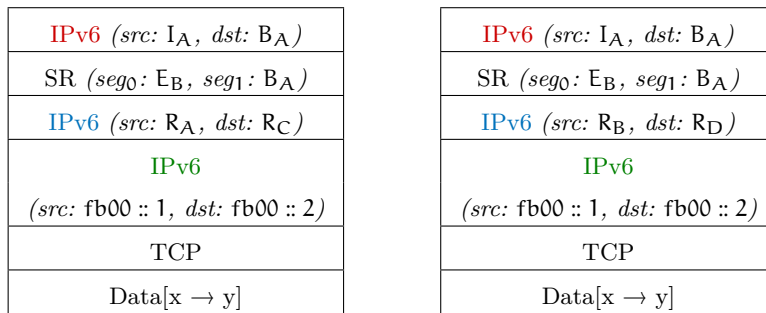 IPv6 (src: I_A, dst: B_A)
SR (seg_0: E_B, seg_1: B_A)
IPv6 (src: R_A, dst: R_C)
IPv6
(src: fb00 :: 1, dst: fb00 :: 2)
TCP
Data[x → y]
IPv6 (src: I_A, dst: B_A)
SR (seg_0: E_B, seg_1: B_A)
IPv6 (src: R_B, dst: R_D)
IPv6
(src: fb00 :: 1, dst: fb00 :: 2)
TCP
Data[x → y]